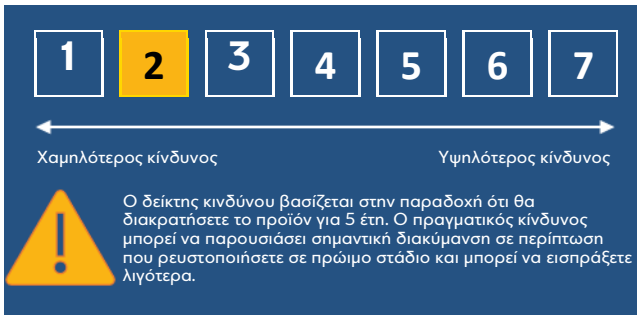 1 2 3 4 5 6 7
Χαμηλότερος κίνδυνος Υψηλότερος κίνδυνος
Ο δείκτης κινδύνου βασίζεται στην παραδοχή ότι θα
διακρατήσετε το προϊόν για 5 έτη. Ο πραγματικός κίνδυνος
μπορεί να παρουσιάσει σημαντική διακύμανση σε περίπτωση
που ρευστοποιήσετε σε πρώιμο στάδιο και μπορεί να εισπράξετε
λιγότερα.